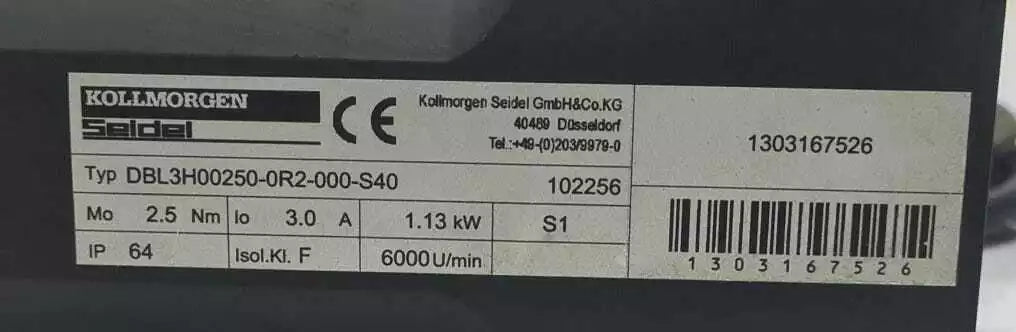 KOLLMORGEN
Seidel
CE
Kollmorgen Seidel GmbH&Co.KG
40489 Düsseldorf
Tel.:+49-(0)203/9979-0
Typ DBL3H00250-0R2-000-S40 102256
Mo 2.5 Nm Io 3.0 A 1.13 kW S1
IP 64 Isol.Kl. F 6000U/min
1303167526
1303167526